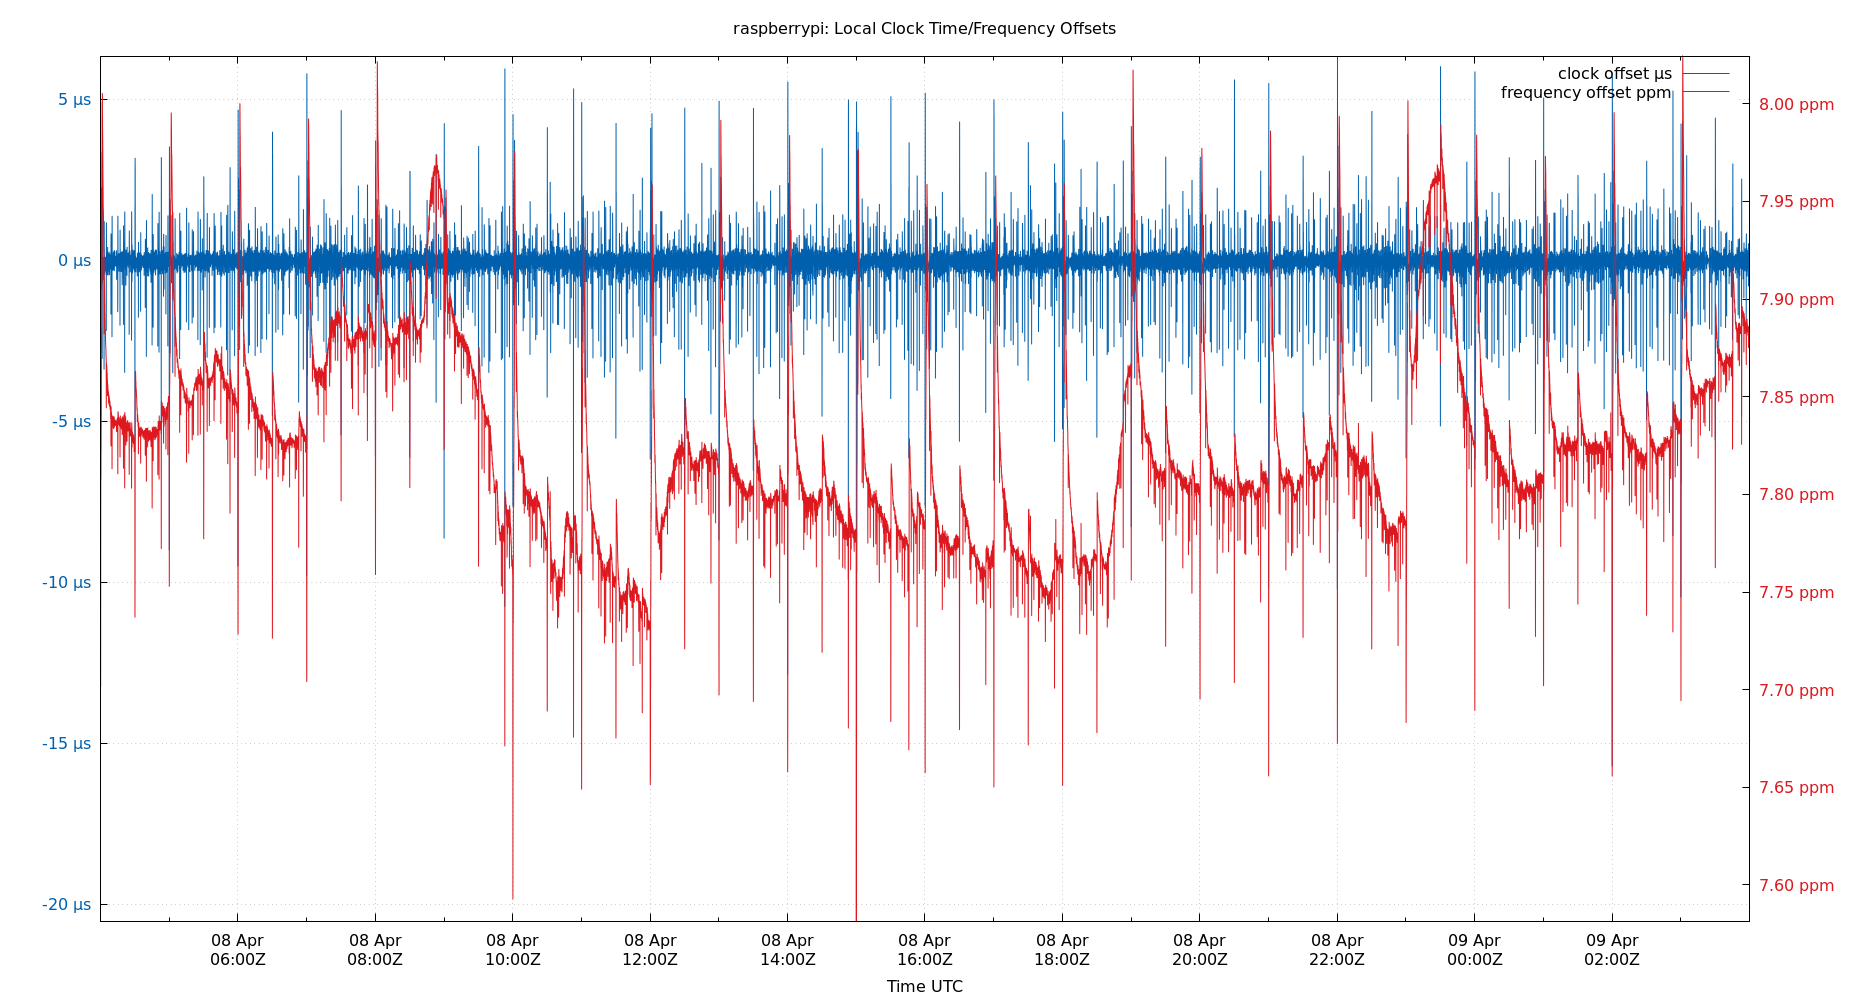 raspberrypi: Local Clock Time/Frequency Offsets
clock offset µs
frequency offset ppm
5 µs
0 µs
-5 µs
-10 µs
-15 µs
-20 µs
8.00 ppm
7.95 ppm
7.90 ppm
7.85 ppm
7.80 ppm
7.75 ppm
7.70 ppm
7.65 ppm
7.60 ppm
08 Apr
06:00Z
08 Apr
08:00Z
08 Apr
10:00Z
08 Apr
12:00Z
08 Apr
14:00Z
08 Apr
16:00Z
08 Apr
18:00Z
08 Apr
20:00Z
08 Apr
22:00Z
09 Apr
00:00Z
09 Apr
02:00Z
Time UTC